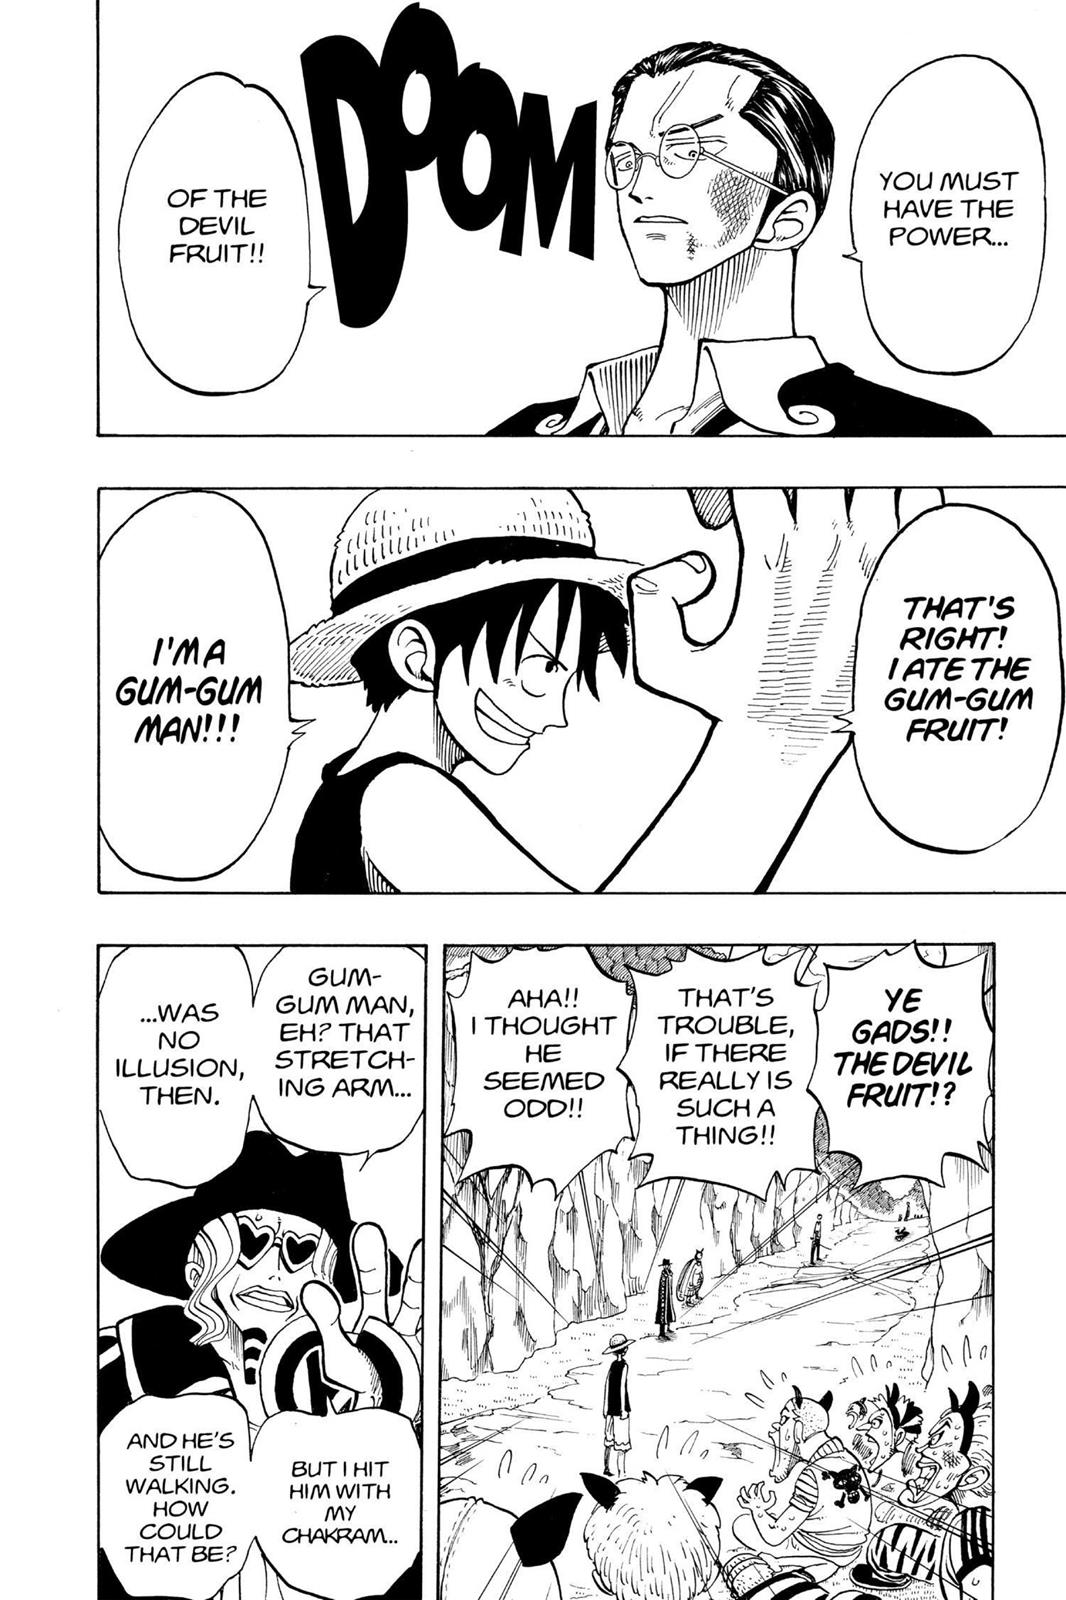 YOU MUST
HAVE THE
POWER...
DOOM
OF THE
DEVIL
FRUIT!!
THAT'S
RIGHT!
I ATE THE
GUM-GUM
FRUIT!
I'M A
GUM-GUM
MAN!!!
YE
GADS!!
THE DEVIL
FRUIT!?
THAT'S
TROUBLE,
IF THERE
REALLY IS
SUCH A
THING!!
AHA!!
I THOUGHT
HE
SEEMED
ODD!!
GUM-
GUM MAN,
EH? THAT
STRETCH-
ING ARM...
...WAS
NO
ILLUSION,
THEN.
BUT I HIT
HIM WITH
MY
CHAKRAM...
AND HE'S
STILL
WALKING.
HOW
COULD
THAT BE?